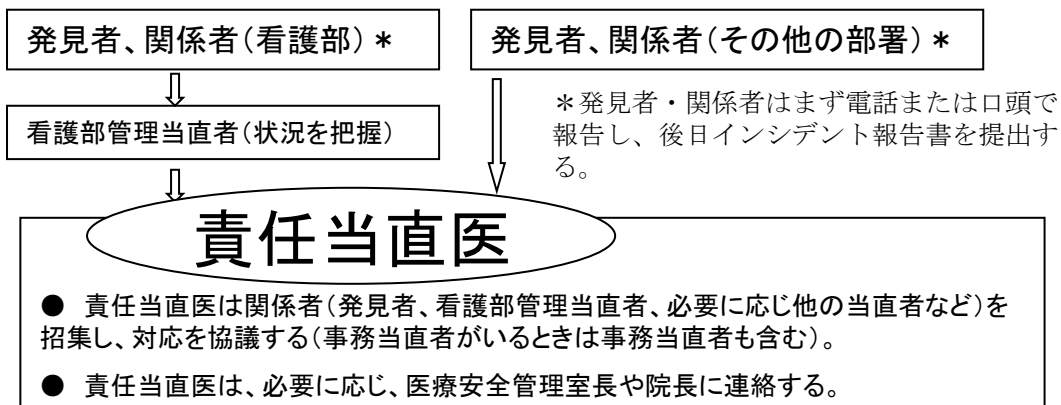 発見者、関係者(看護部)*
発見者、関係者(その他の部署)*
看護部管理当直者(状況を把握)
*発見者・関係者はまず電話または口頭で
報告し、後日インシデント報告書を提出す
る。
責任当直医
● 責任当直医は関係者(発見者、看護部管理当直者、必要に応じ他の当直者など)を
招集し、対応を協議する(事務当直者がいるときは事務当直者も含む)。
● 責任当直医は、必要に応じ、医療安全管理室長や院長に連絡する。